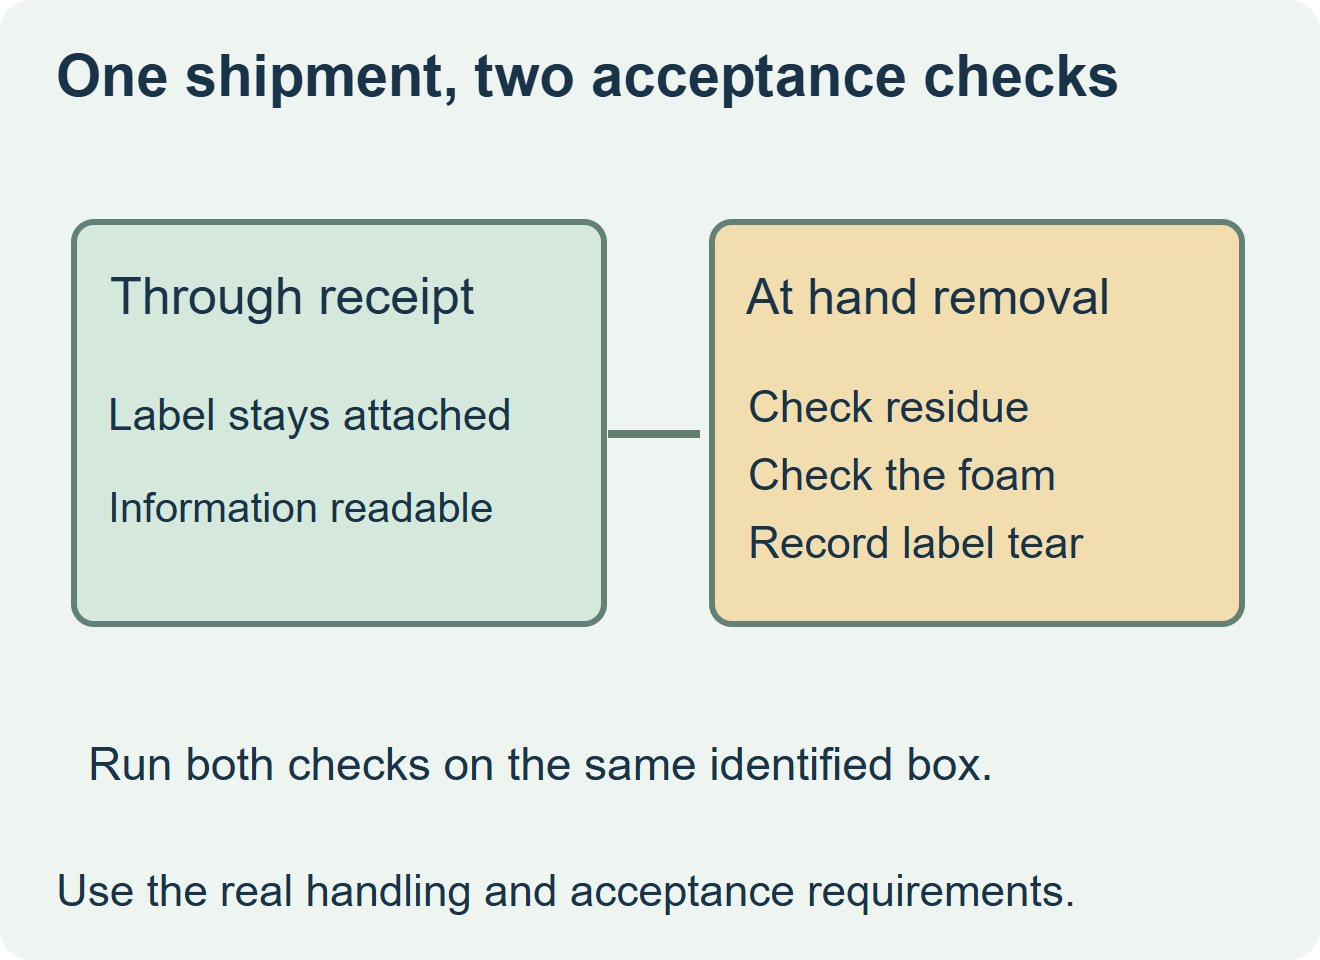 One shipment, two acceptance checks
Through receipt
Label stays attached
Information readable
At hand removal
Check residue
Check the foam
Record label tear
Run both checks on the same identified box.
Use the real handling and acceptance requirements.